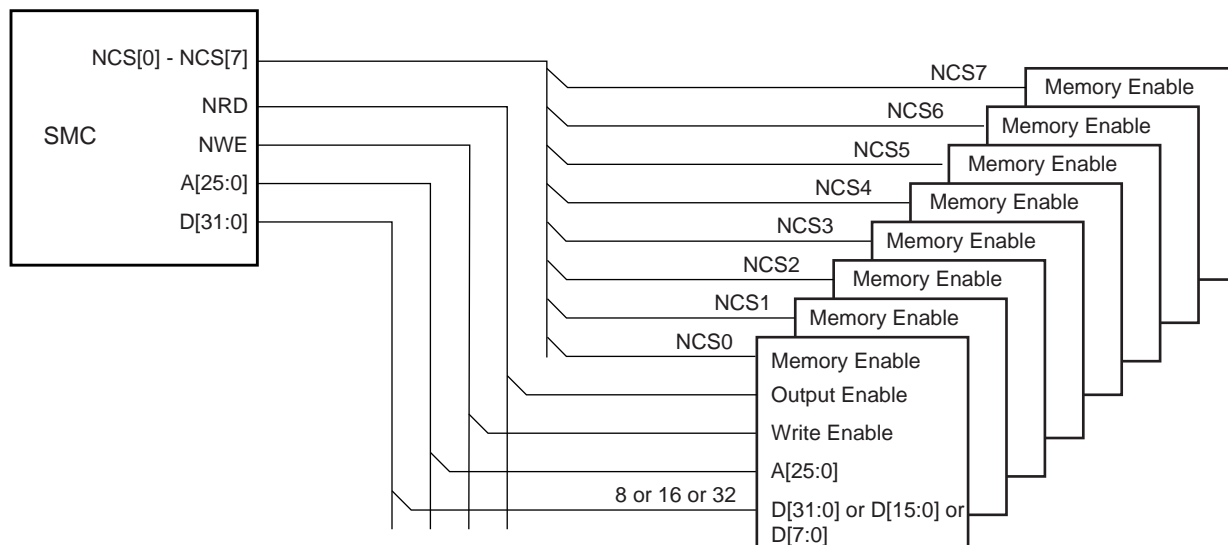 NCS[0] - NCS[7]
NRD
SMC
NWE
A[25:0]
D[31:0]
NCS7
Memory Enable
NCS6
Memory Enable
NCS5
Memory Enable
NCS4
Memory Enable
NCS3
Memory Enable
NCS2
Memory Enable
NCS1
Memory Enable
NCS0
Memory Enable
Output Enable
Write Enable
A[25:0]
8 or 16 or 32
D[31:0] or D[15:0] or
D[7:0]